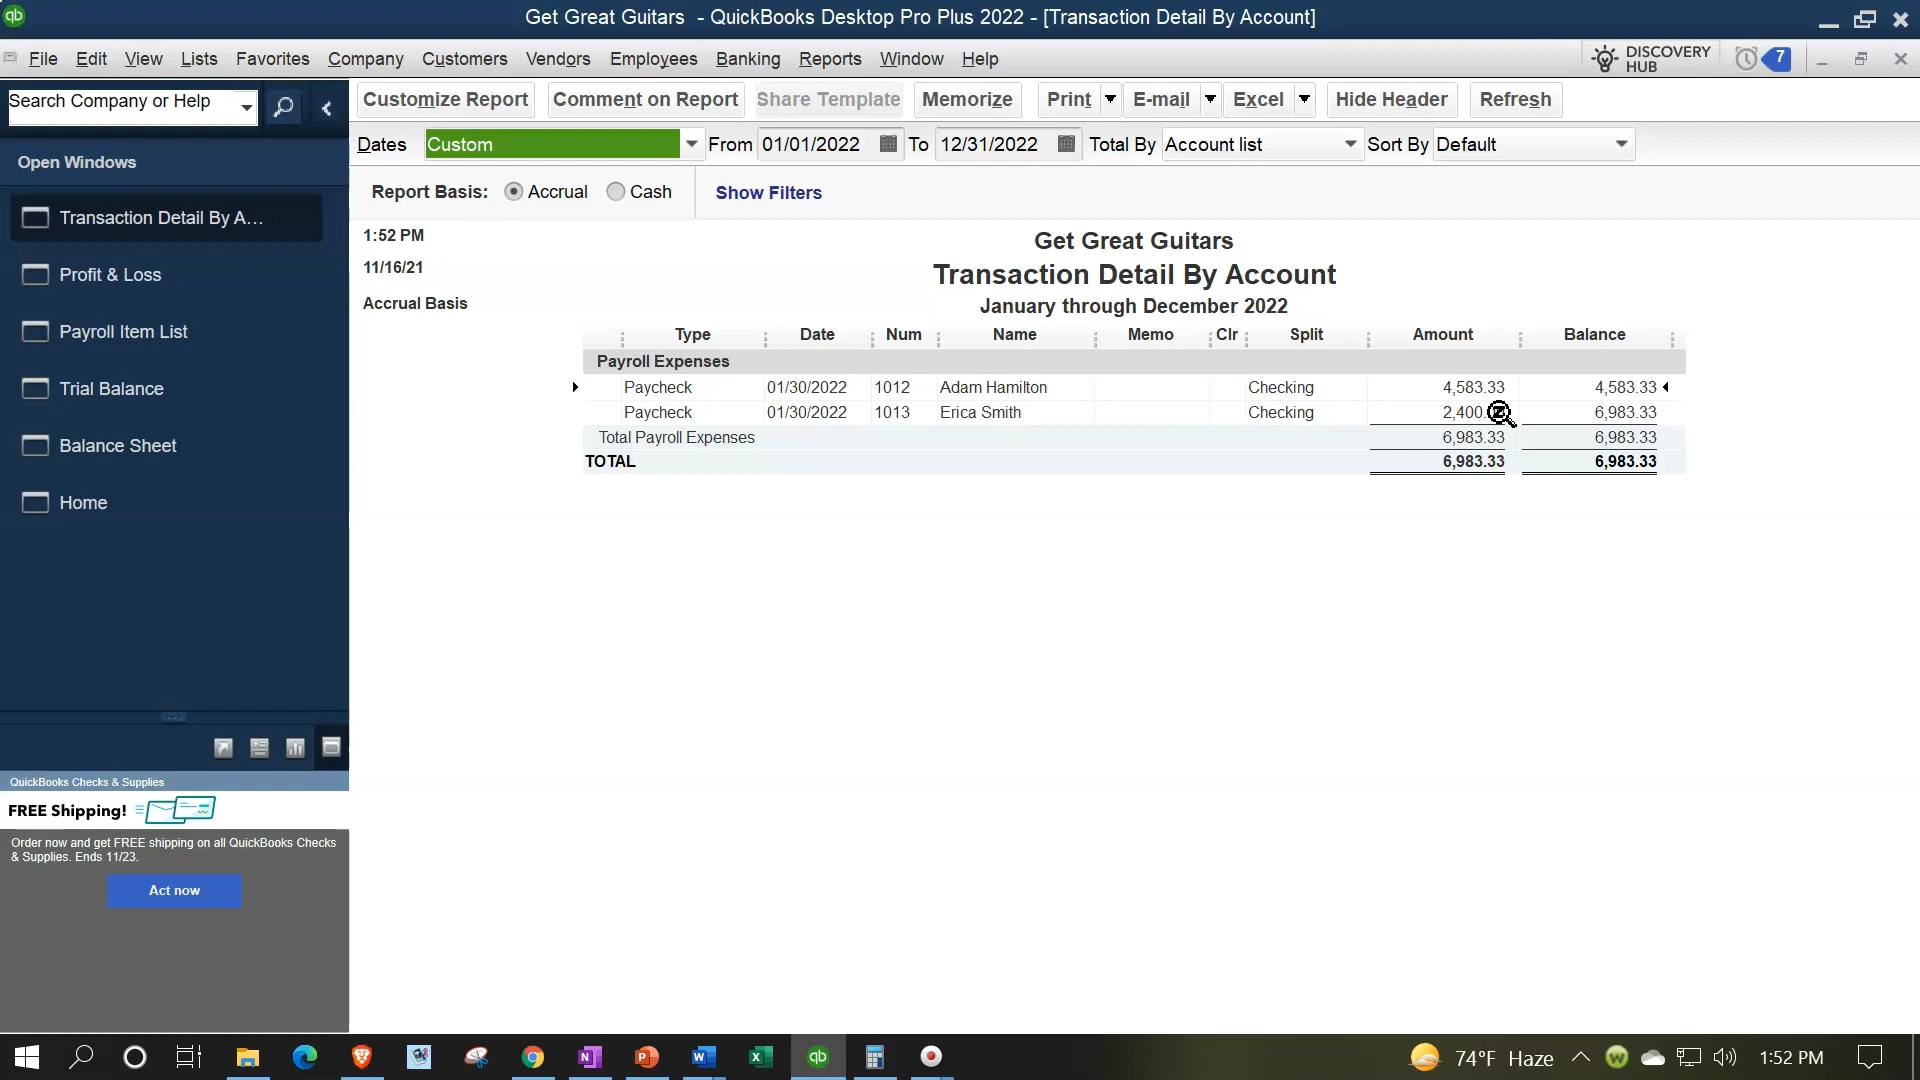 qb Get Great Guitars - QuickBooks Desktop Pro Plus 2022 - [Transaction Detail By Account]
File Edit View Lists Favorites Company Customers Vendors Employees Banking Reports Window Help DISCOVERY HUB 7
Search Company or Help
Customize Report Comment on Report Share Template Memorize Print E-mail Excel Hide Header Refresh
Dates Custom From 01/01/2022 To 12/31/2022 Total By Account list Sort By Default
Report Basis: Accrual Cash Show Filters
Open Windows
Transaction Detail By A...
Profit & Loss
Payroll Item List
Trial Balance
Balance Sheet
Home
QuickBooks Checks & Supplies
FREE Shipping!
Order now and get FREE shipping on all QuickBooks Checks
& Supplies. Ends 11/23.
Act now
1:52 PM
11/16/21
Accrual Basis
Get Great Guitars
Transaction Detail By Account
January through December 2022
Type Date Num Name Memo Clr Split Amount Balance
Payroll Expenses
Paycheck 01/30/2022 1012 Adam Hamilton Checking 4,583.33 4,583.33
Paycheck 01/30/2022 1013 Erica Smith Checking 2,400. 6,983.33
Total Payroll Expenses 6,983.33 6,983.33
TOTAL 6,983.33 6,983.33
74°F Haze 1:52 PM